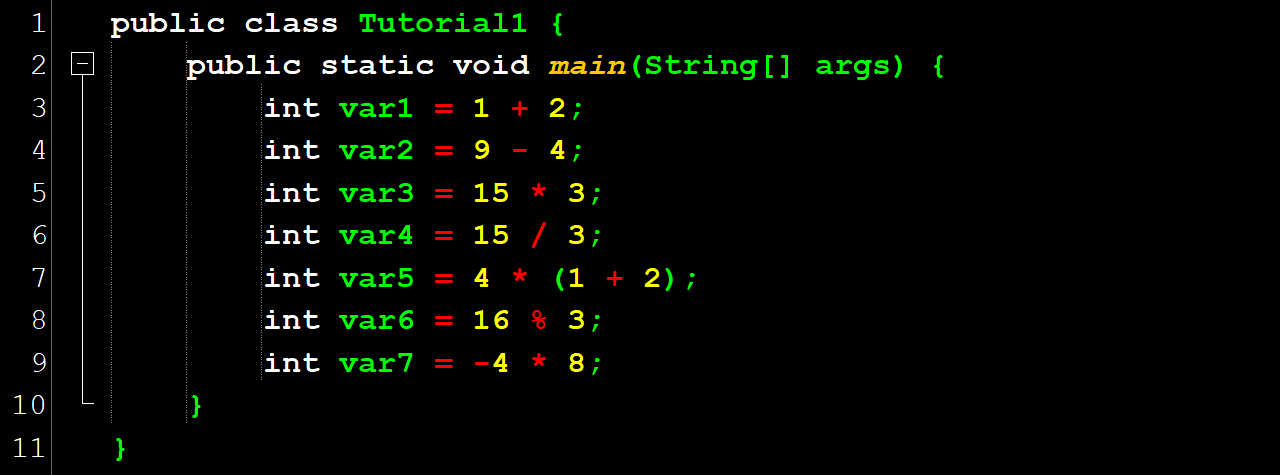 1 public class Tutorial1 {
2 public static void main(String[] args) {
3 int var1 = 1 + 2;
4 int var2 = 9 - 4;
5 int var3 = 15 * 3;
6 int var4 = 15 / 3;
7 int var5 = 4 * (1 + 2);
8 int var6 = 16 % 3;
9 int var7 = -4 * 8;
10 }
11 }